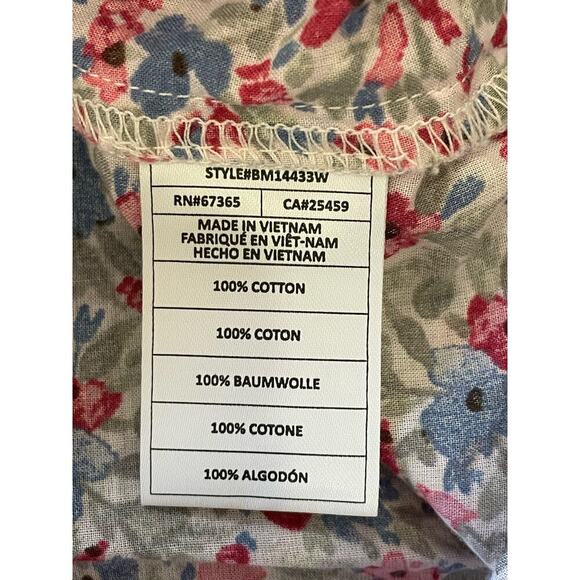 STYLE#BM14433W
RN#67365 CA#25459
MADE IN VIETNAM
FABRIQUÉ EN VIÊT-NAM
HECHO EN VIETNAM
100% COTTON
100% COTON
100% BAUMWOLLE
100% COTONE
100% ALGODÓN